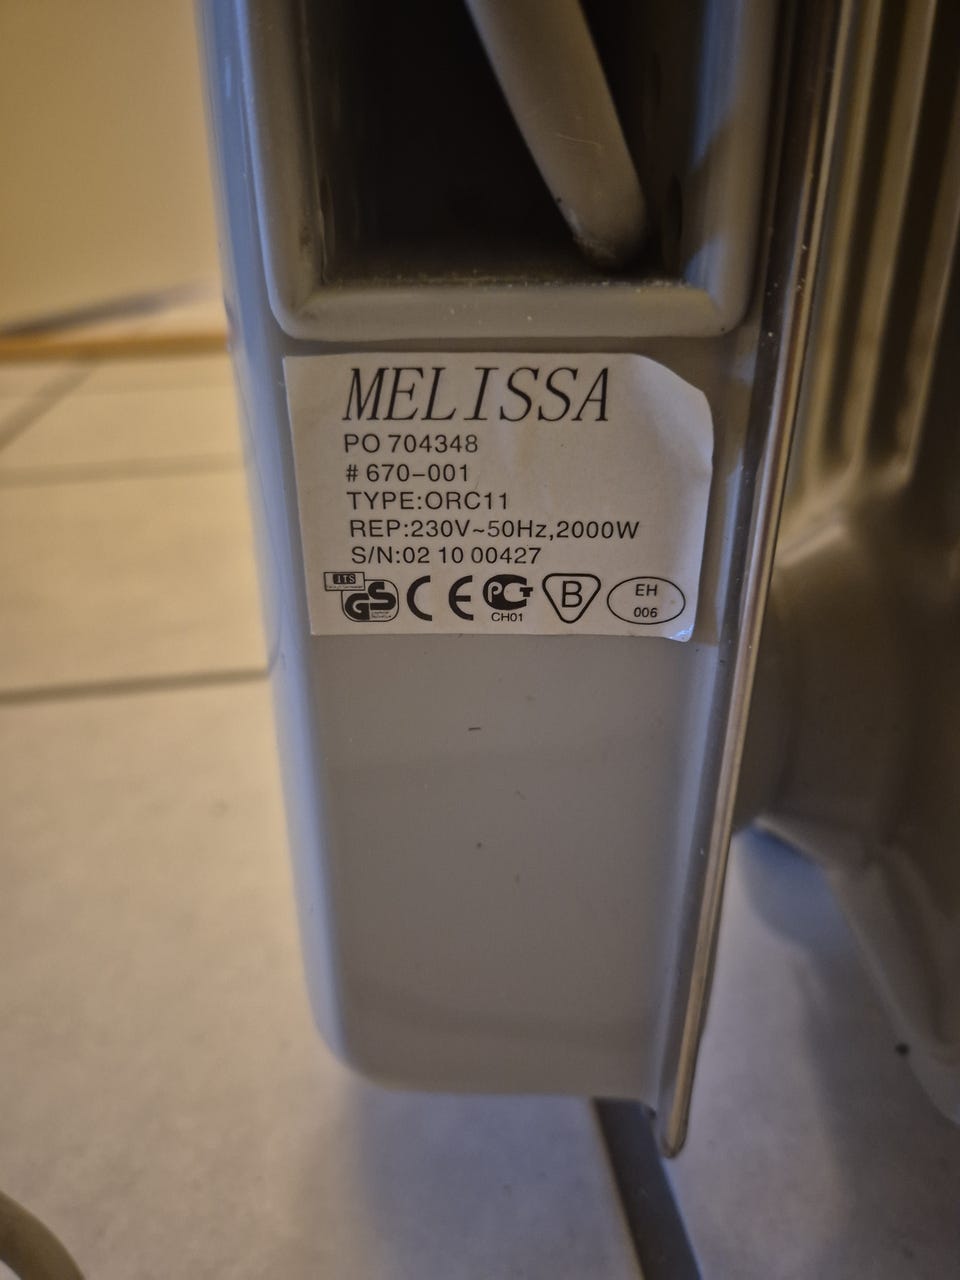 MELISSA
PO 704348
# 670-001
TYPE:ORC11
REP:230V~50Hz,2000W
S/N:02 10 00427
ITS
GS CE PCT B EH
CH01 006